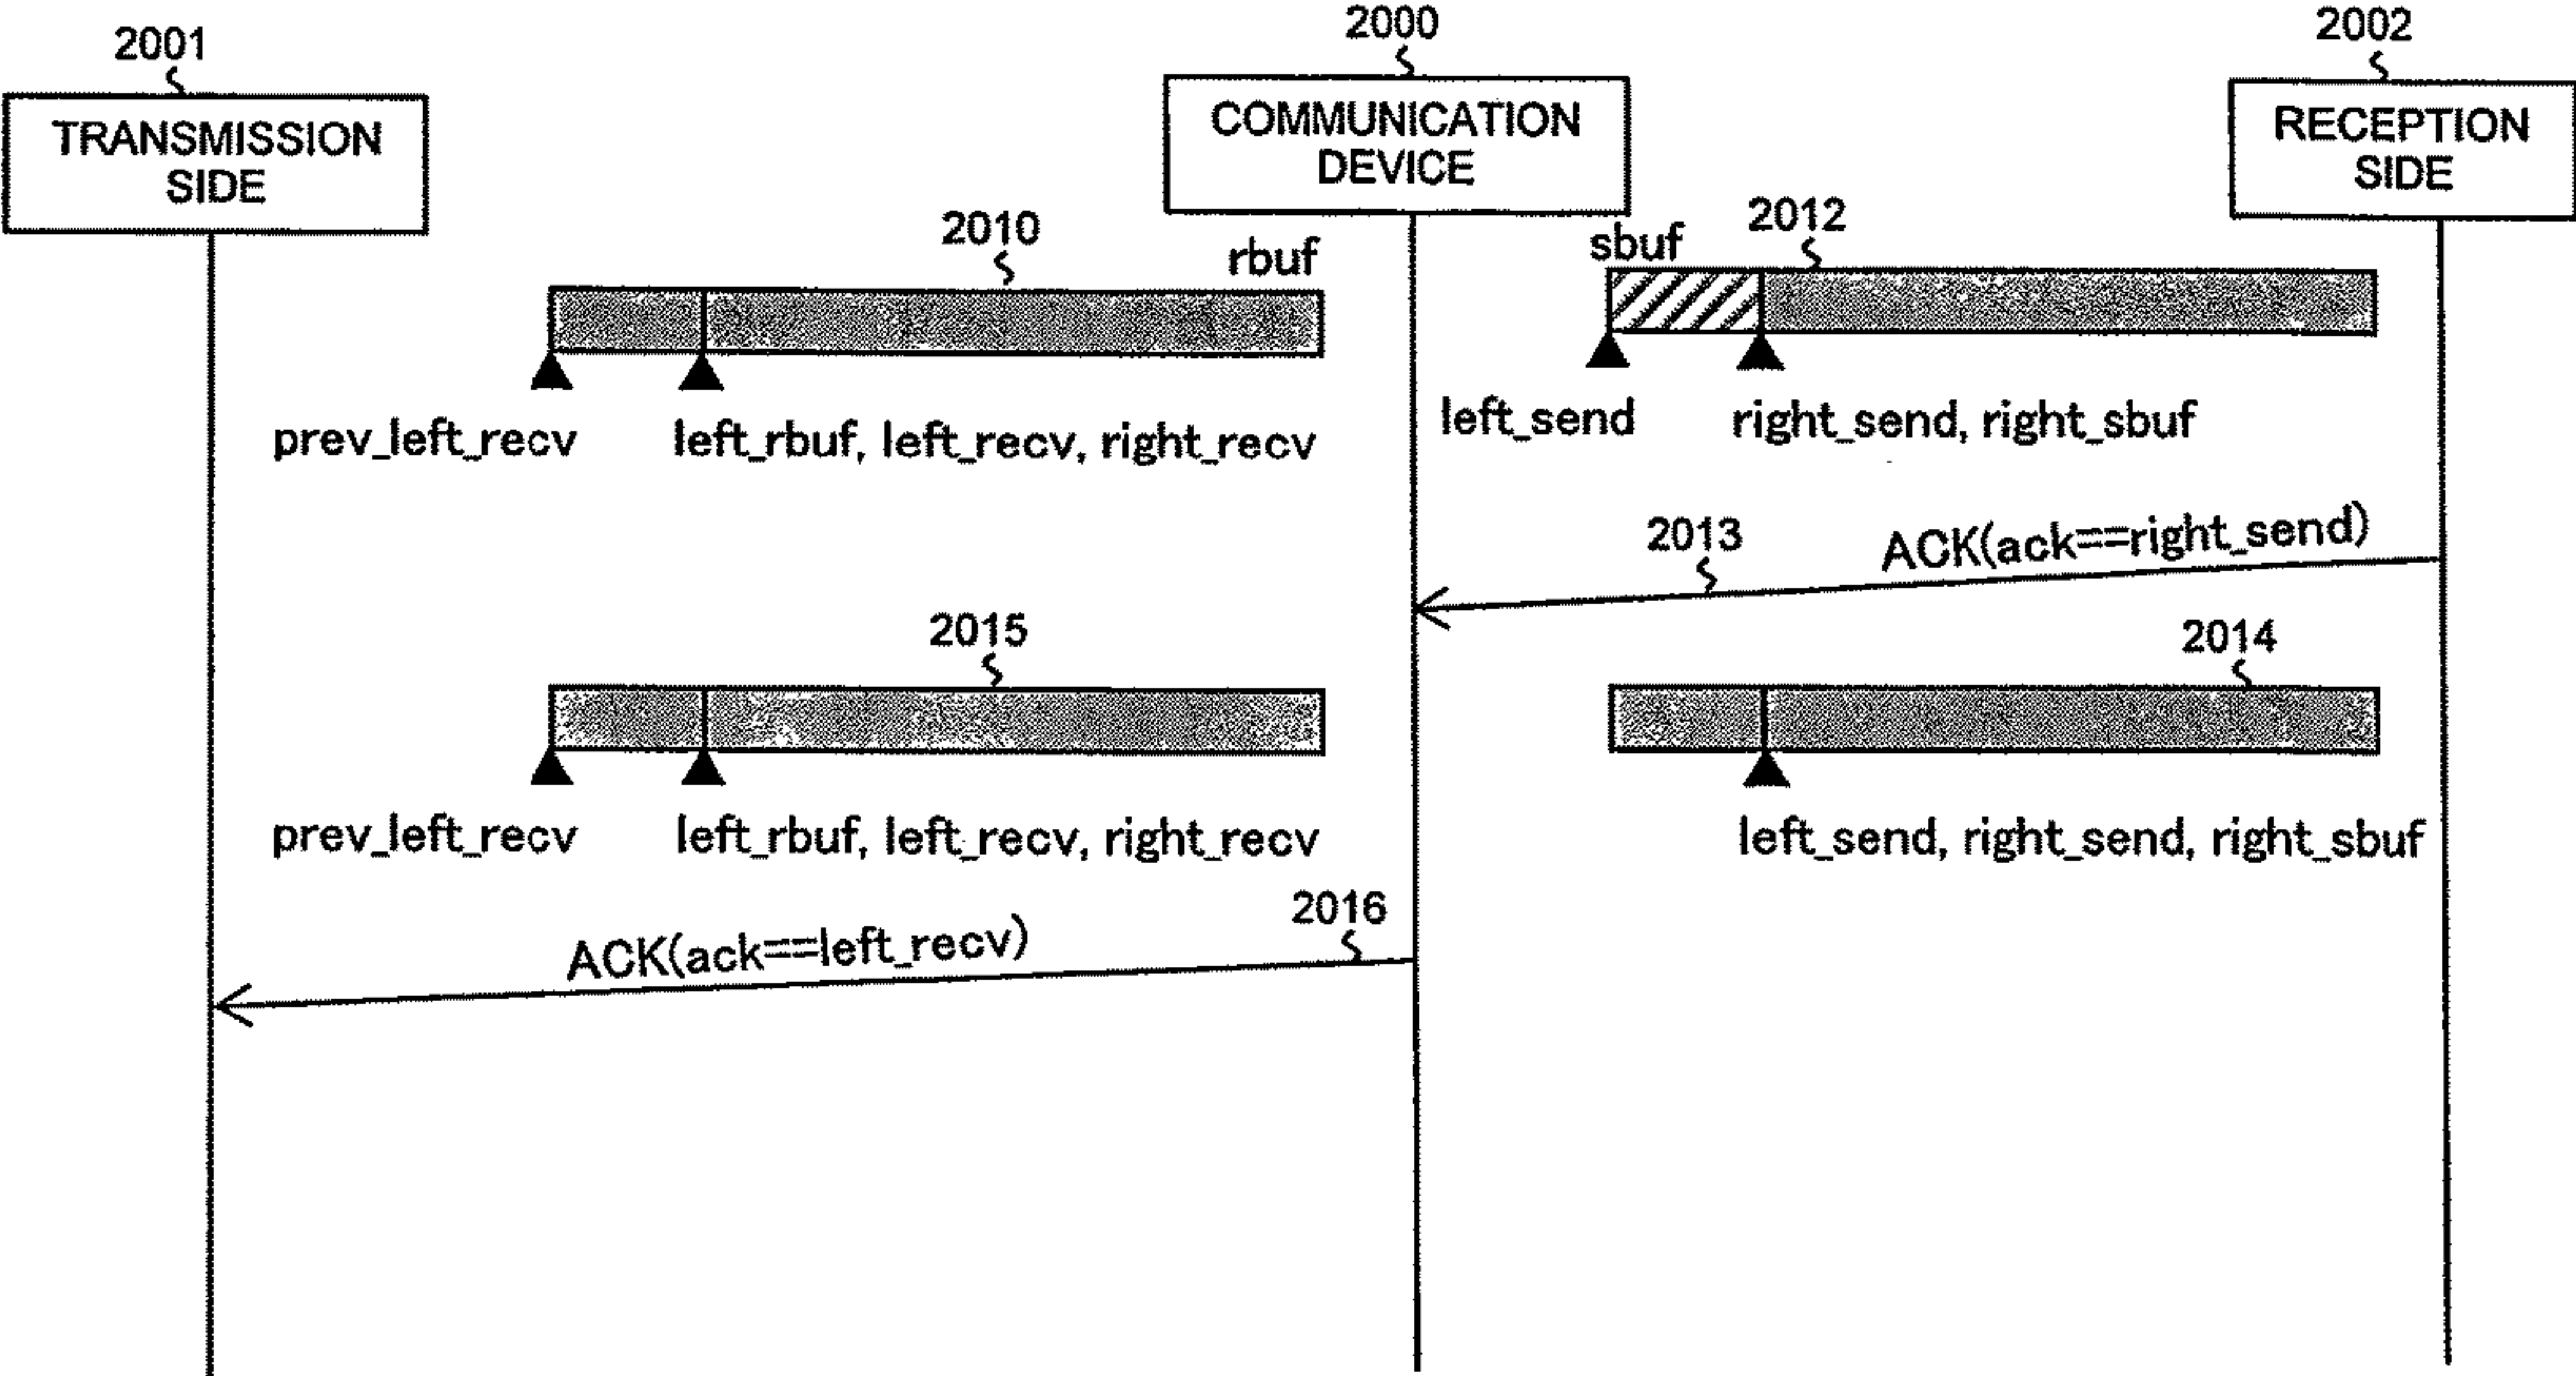 2001
2000
2002
TRANSMISSION
SIDE
COMMUNICATION
DEVICE
RECEPTION
SIDE
2010
rbuf
sbuf
2012
prev_left_recv
left_rbuf, left_recv, right_recv
left_send
right_send, right_sbuf
2013
ACK(ack==right_send)
2015
2014
prev_left_recv
left_rbuf, left_recv, right_recv
left_send, right_send, right_sbuf
2016
ACK(ack==left_recv)